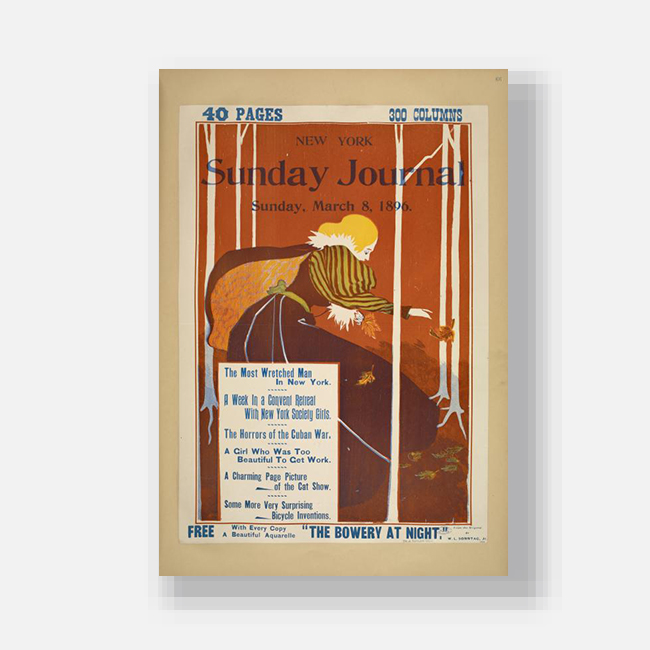 40 PAGES 300 COLUMNS
NEW YORK
Sunday Journal
Sunday, March 8, 1896.
The Most Wretched Man
In New York.
A Week In a Convent Retreat
With New York Society Girls.
The Horrors of the Cuban War.
A Girl Who Was Too
Beautiful To Get Work.
A Charming Page Picture
of the Cat Show.
Some More Very Surprising
Bicycle Inventions.
FREE With Every Copy "THE BOWERY AT NIGHT,"
A Beautiful Aquarelle